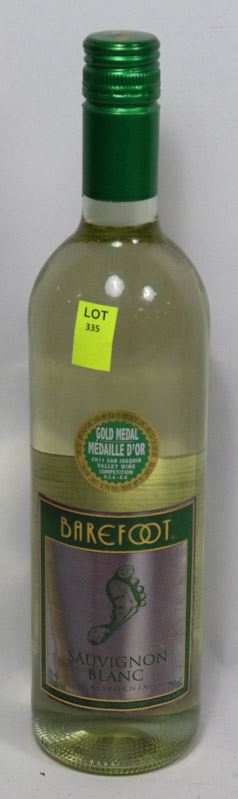 LOT
335
GOLD MEDAL
MEDAILLE D'OR
2011 SAN JOAQUIN
VALLEY WINE
COMPETITION
BAREFOOT
SAUVIGNON
BLANC
CALIFORNIA